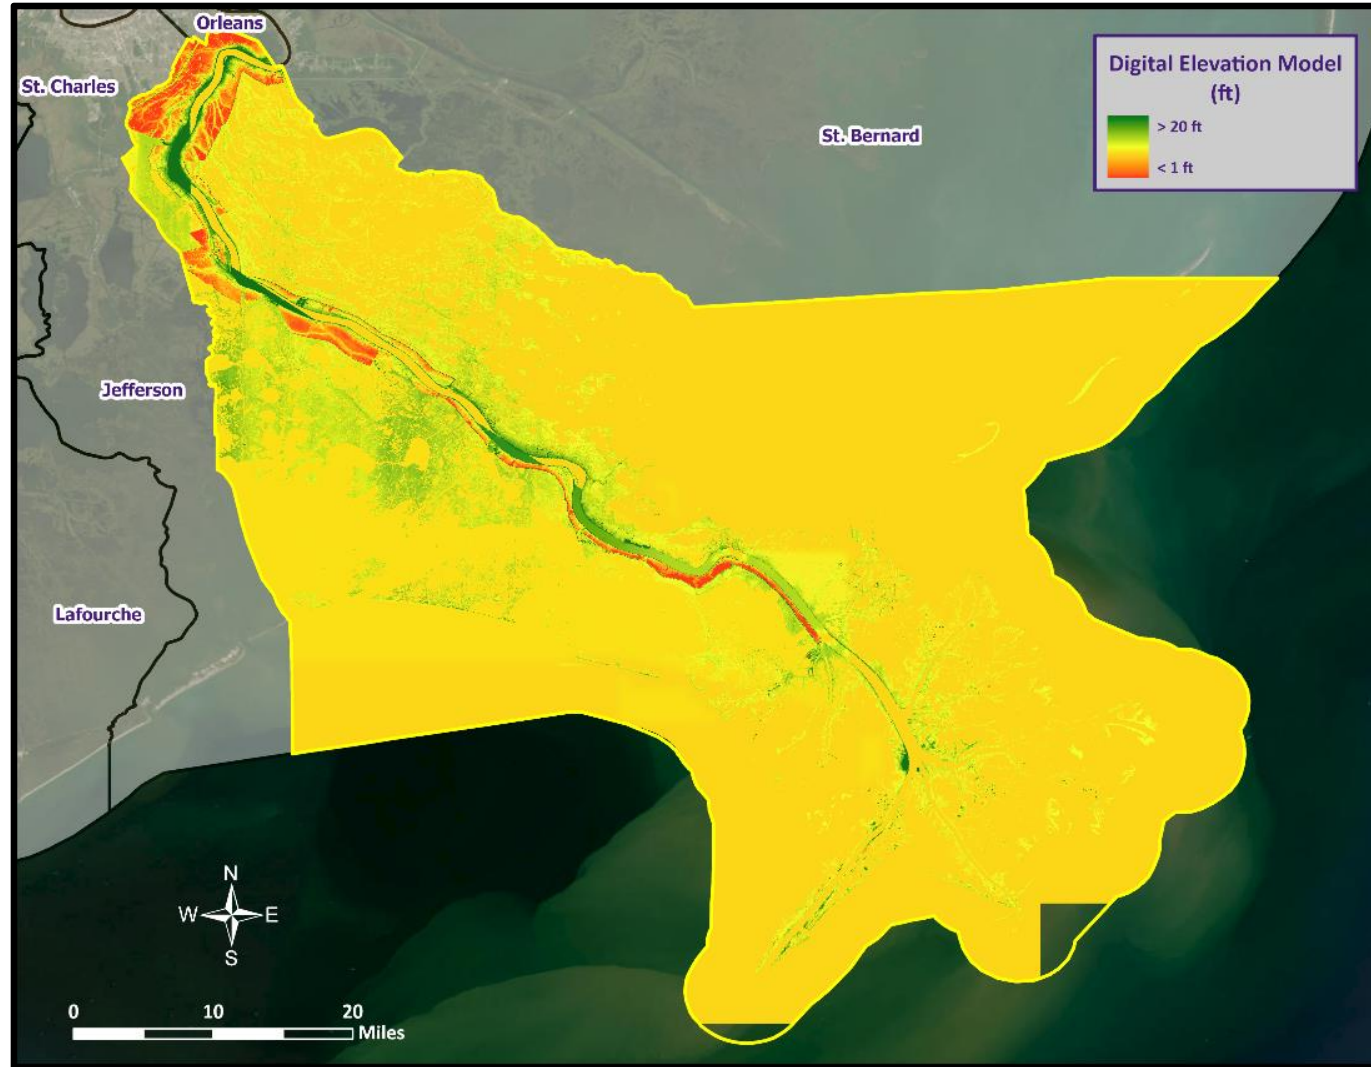 Orleans
St. Charles
Digital Elevation Model
(ft)
> 20 ft
< 1 ft
St. Bernard
Jefferson
Lafourche
N
W E
S
0 10 20
Miles